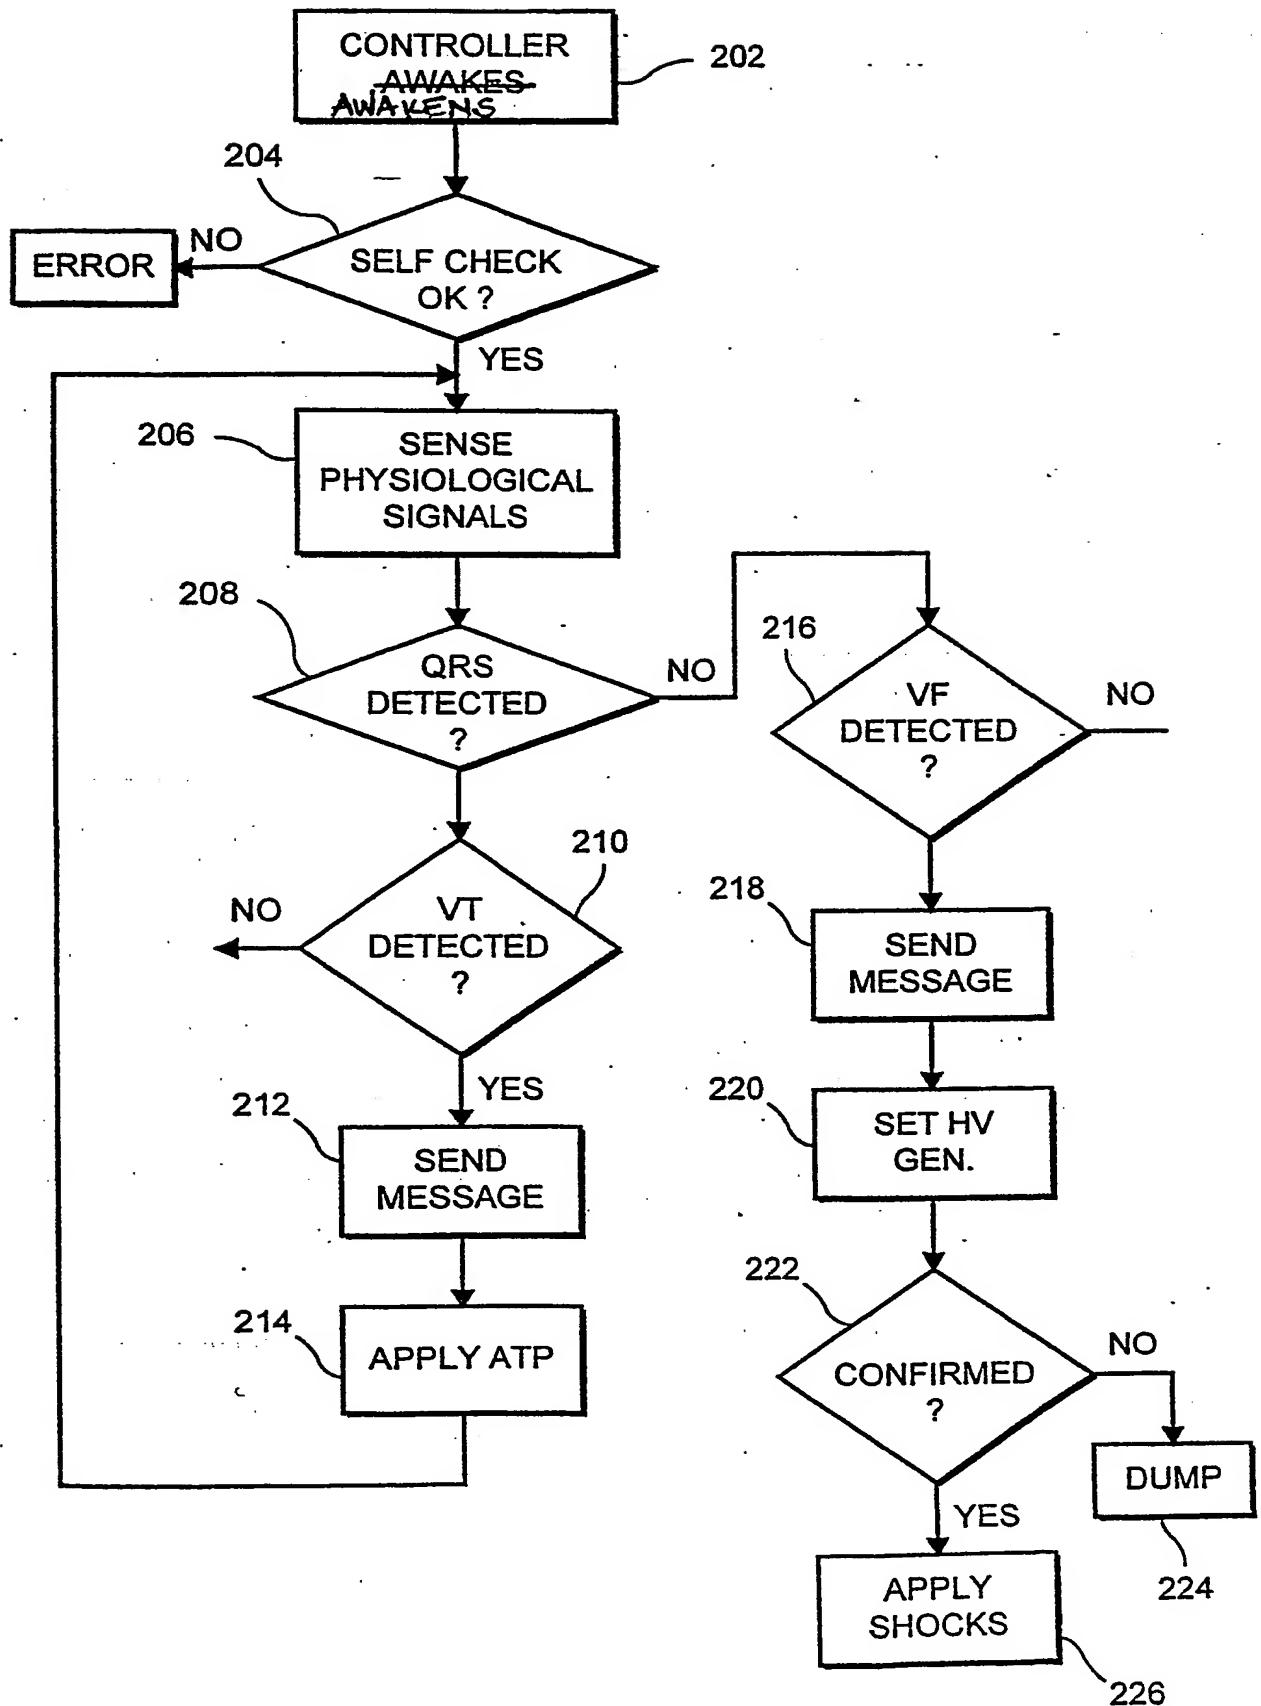 CONTROLLER
AWAKES
AWAKENS
202
204
NO
ERROR
SELF CHECK
OK ?
YES
206
SENSE
PHYSIOLOGICAL
SIGNALS
208
QRS
DETECTED
?
NO
216
VF
DETECTED
?
NO
210
VT
DETECTED
?
NO
YES
212
SEND
MESSAGE
214
APPLY ATP
218
SEND
MESSAGE
220
SET HV
GEN.
222
CONFIRMED
?
NO
DUMP
224
YES
APPLY
SHOCKS
226